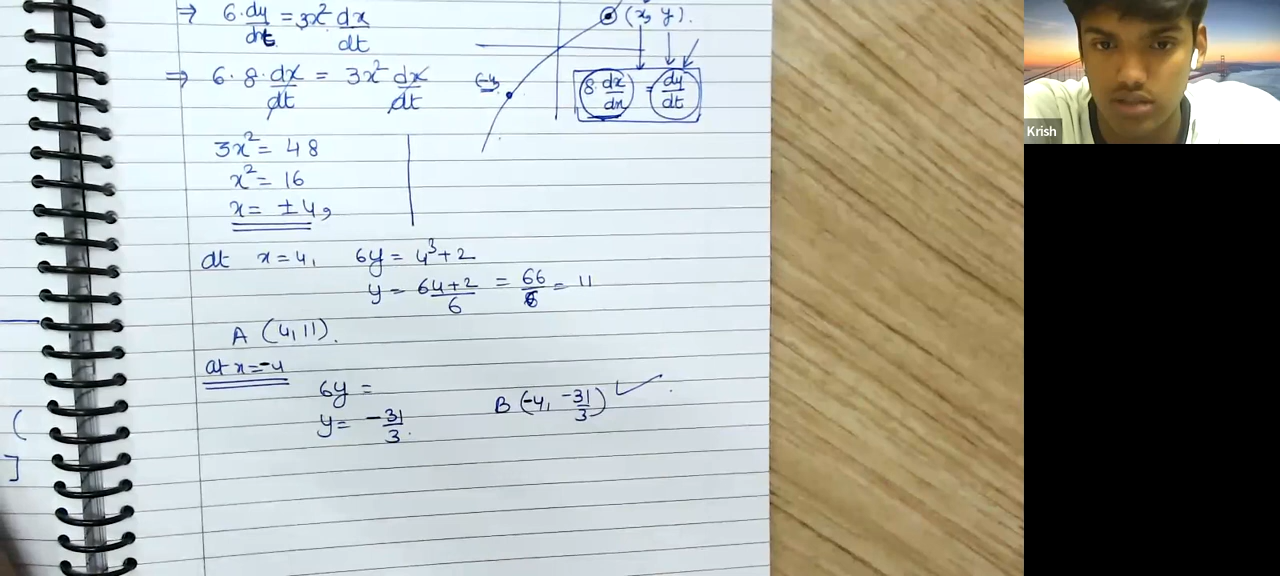 ⇒ 6·dy/dt = 3x² dx/dt
⇒ 6·8·dx/dt = 3x² dx/dt
3x² = 48
x² = 16
x = ±4,
(x, y).
(-4,
8·dx/dn = dy/dt
at x=4, 6y = 4³+2
y = 64+2/6 = 66/6 = 11
A (4,11).
at x=-4
6y =
y = -31/3.
B (-4, -31/3) ✓
(
]
Krish